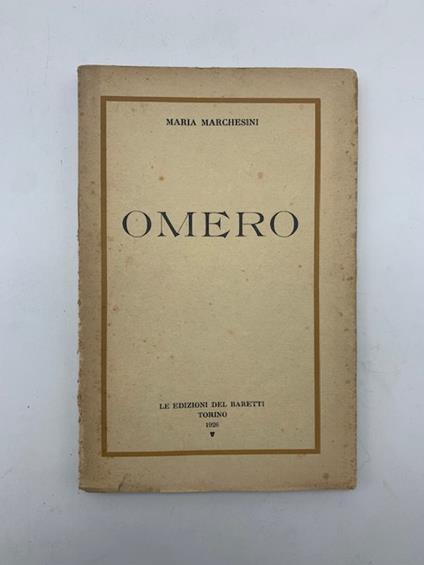 MARIA MARCHESINI
OMERO
LE EDIZIONI DEL BARETTI
TORINO
1926